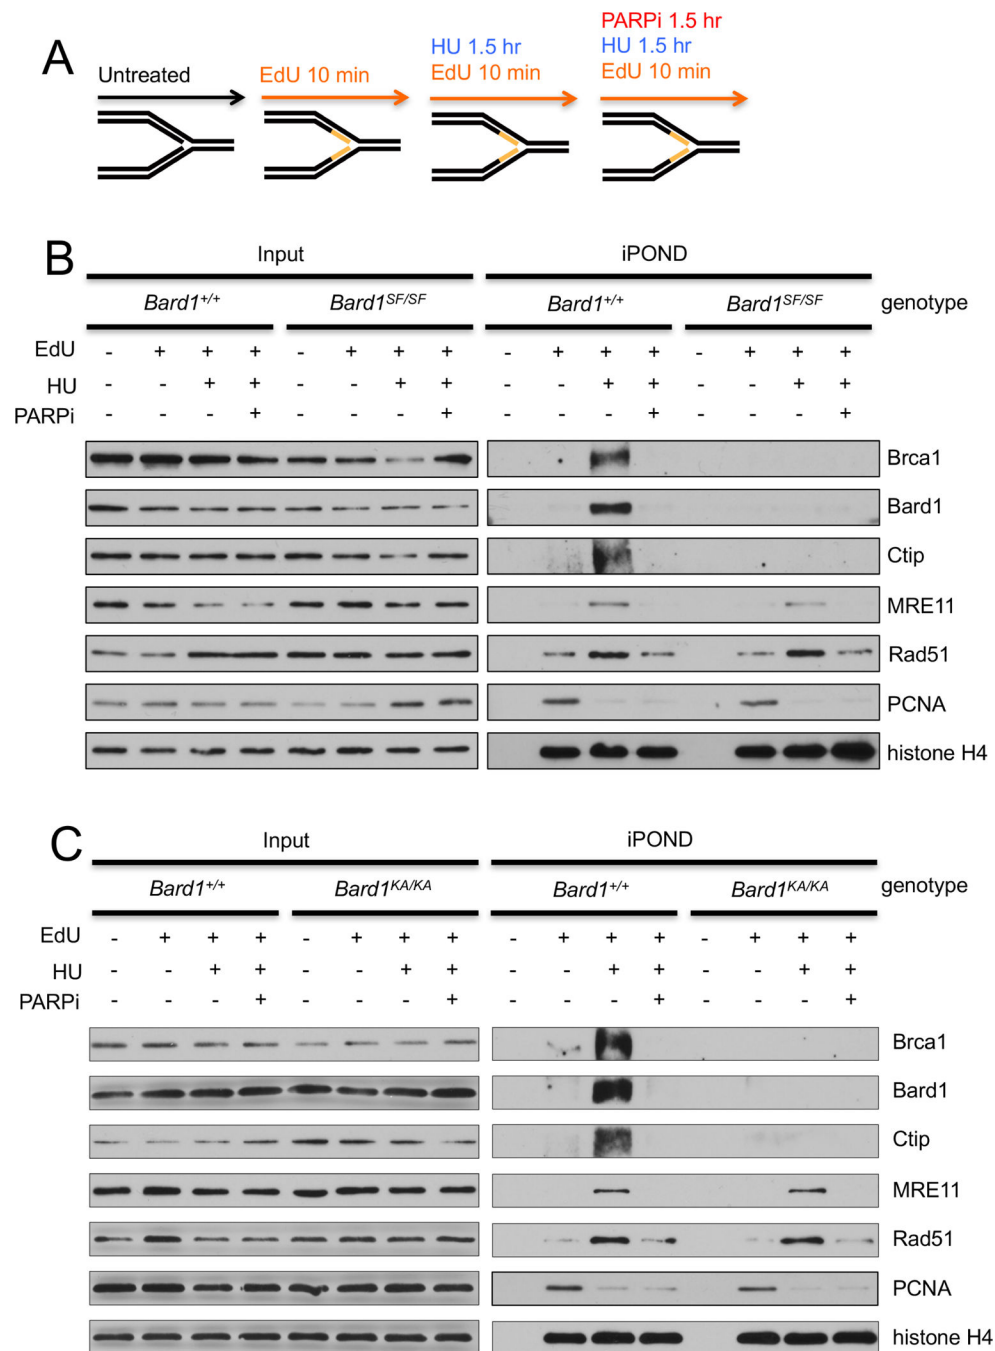 A
Untreated
EdU 10 min
HU 1.5 hr
EdU 10 min
PARPi 1.5 hr
HU 1.5 hr
EdU 10 min
B
Input iPOND
Bard1+/+ Bard1SF/SF Bard1+/+ Bard1SF/SF genotype
EdU - + + + - + + + - + + + - + + +
HU - - + + - - + + - - + + - - + +
PARPi - - - + - - - + - - - + - - - +
Brca1
Bard1
Ctip
MRE11
Rad51
PCNA
histone H4
C
Input iPOND
Bard1+/+ Bard1KA/KA Bard1+/+ Bard1KA/KA genotype
EdU - + + + - + + + - + + + - + + +
HU - - + + - - + + - - + + - - + +
PARPi - - - + - - - + - - - + - - - +
Brca1
Bard1
Ctip
MRE11
Rad51
PCNA
histone H4